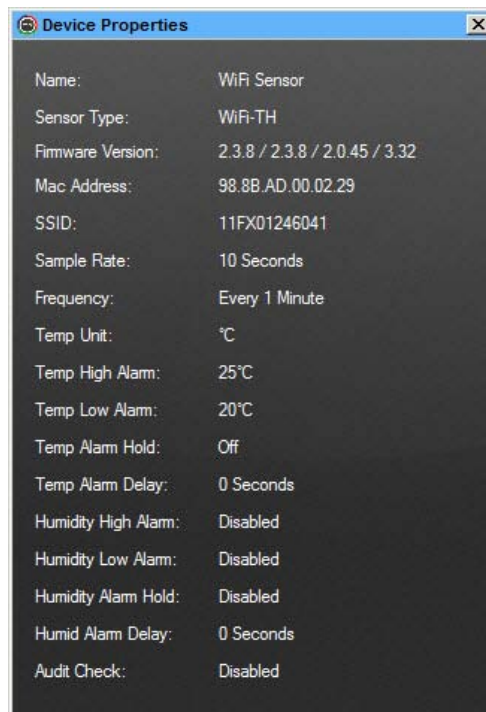 Device Properties
Name: WiFi Sensor
Sensor Type: WiFi-TH
Firmware Version: 2.3.8 / 2.3.8 / 2.0.45 / 3.32
Mac Address: 98.8B.AD.00.02.29
SSID: 11FX01246041
Sample Rate: 10 Seconds
Frequency: Every 1 Minute
Temp Unit: °C
Temp High Alarm: 25°C
Temp Low Alarm: 20°C
Temp Alarm Hold: Off
Temp Alarm Delay: 0 Seconds
Humidity High Alarm: Disabled
Humidity Low Alarm: Disabled
Humidity Alarm Hold: Disabled
Humid Alarm Delay: 0 Seconds
Audit Check: Disabled